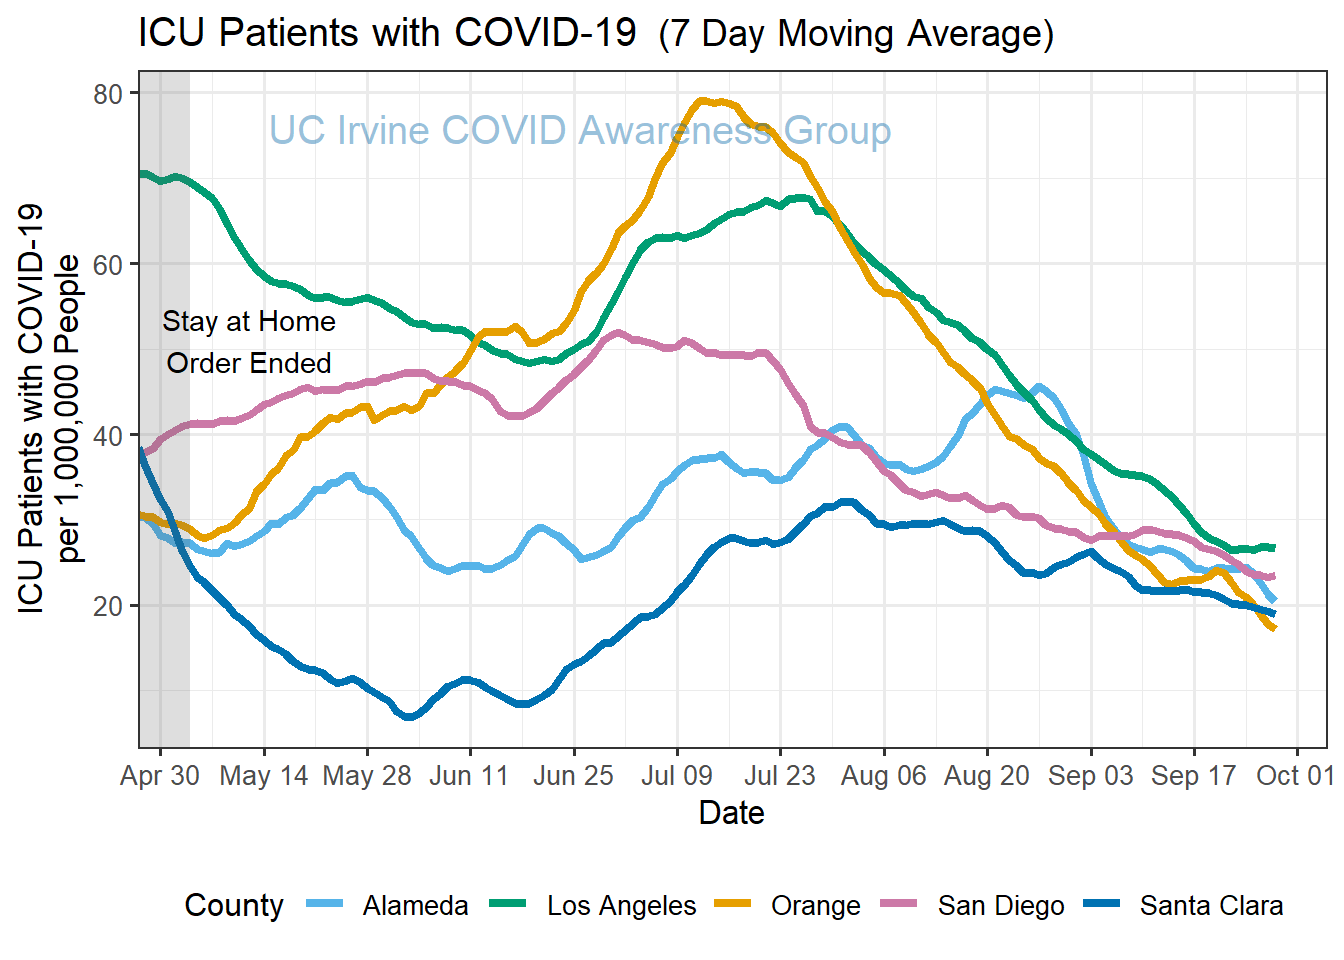 ICU Patients with COVID-19 (7 Day Moving Average)
UC Irvine COVID Awareness Group
ICU Patients with COVID-19
per 1,000,000 People
80
60
40
20
Stay at Home
Order Ended
Apr 30 May 14 May 28 Jun 11 Jun 25 Jul 09 Jul 23 Aug 06 Aug 20 Sep 03 Sep 17 Oct 01
Date
County Alameda Los Angeles Orange San Diego Santa Clara